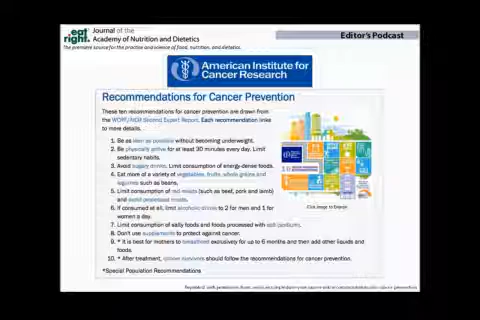 eat right.
Journal of the
Academy of Nutrition and Dietetics
Editor's Podcast
The premiere source for the practice and science of food, nutrition, and dietetics.
American Institute for
Cancer Research
Recommendations for Cancer Prevention
These ten recommendations for cancer prevention are drawn from
the WCRF/AICR Second Expert Report. Each recommendation links
to more details.
1. Be as lean as possible without becoming underweight.
2. Be physically active for at least 30 minutes every day. Limit
sedentary habits.
3. Avoid sugary drinks. Limit consumption of energy-dense foods.
4. Eat more of a variety of vegetables, fruits, whole grains and
legumes such as beans.
5. Limit consumption of red meats (such as beef, pork and lamb)
and avoid processed meats.
6. If consumed at all, limit alcoholic drinks to 2 for men and 1 for
women a day.
7. Limit consumption of salty foods and foods processed with salt (sodium).
8. Don't use supplements to protect against cancer.
9. * It is best for mothers to breastfeed exclusively for up to 6 months and then add other liquids and
foods.
10. * After treatment, cancer survivors should follow the recommendations for cancer prevention.
*Special Population Recommendations
Click image to Enlarge